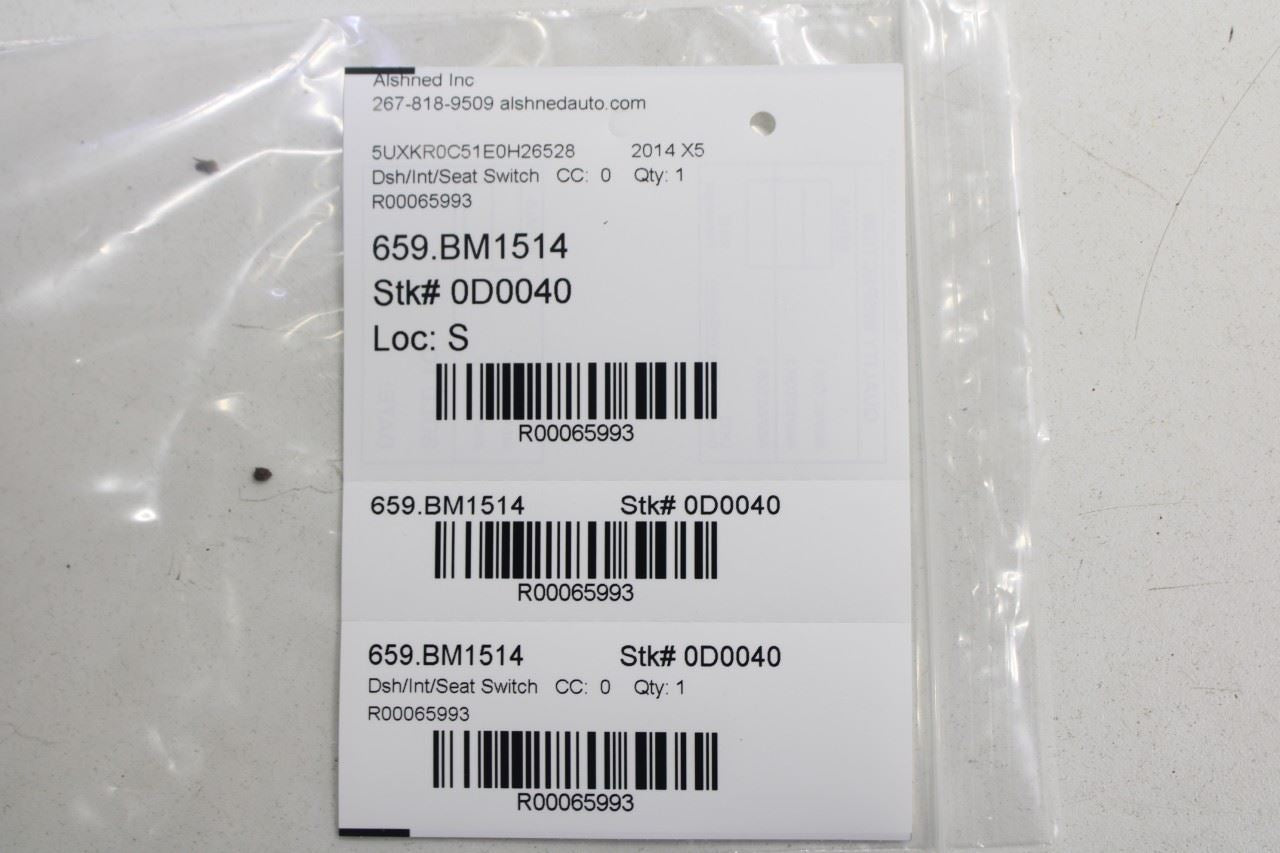 Alshned Inc
267-818-9509 alshnedauto.com
5UXKR0C51E0H26528 2014 X5
Dsh/Int/Seat Switch CC: 0 Qty: 1
R00065993
659.BM1514
Stk# 0D0040
Loc: S
R00065993
659.BM1514 Stk# 0D0040
R00065993
659.BM1514 Stk# 0D0040
Dsh/Int/Seat Switch CC: 0 Qty: 1
R00065993
R00065993